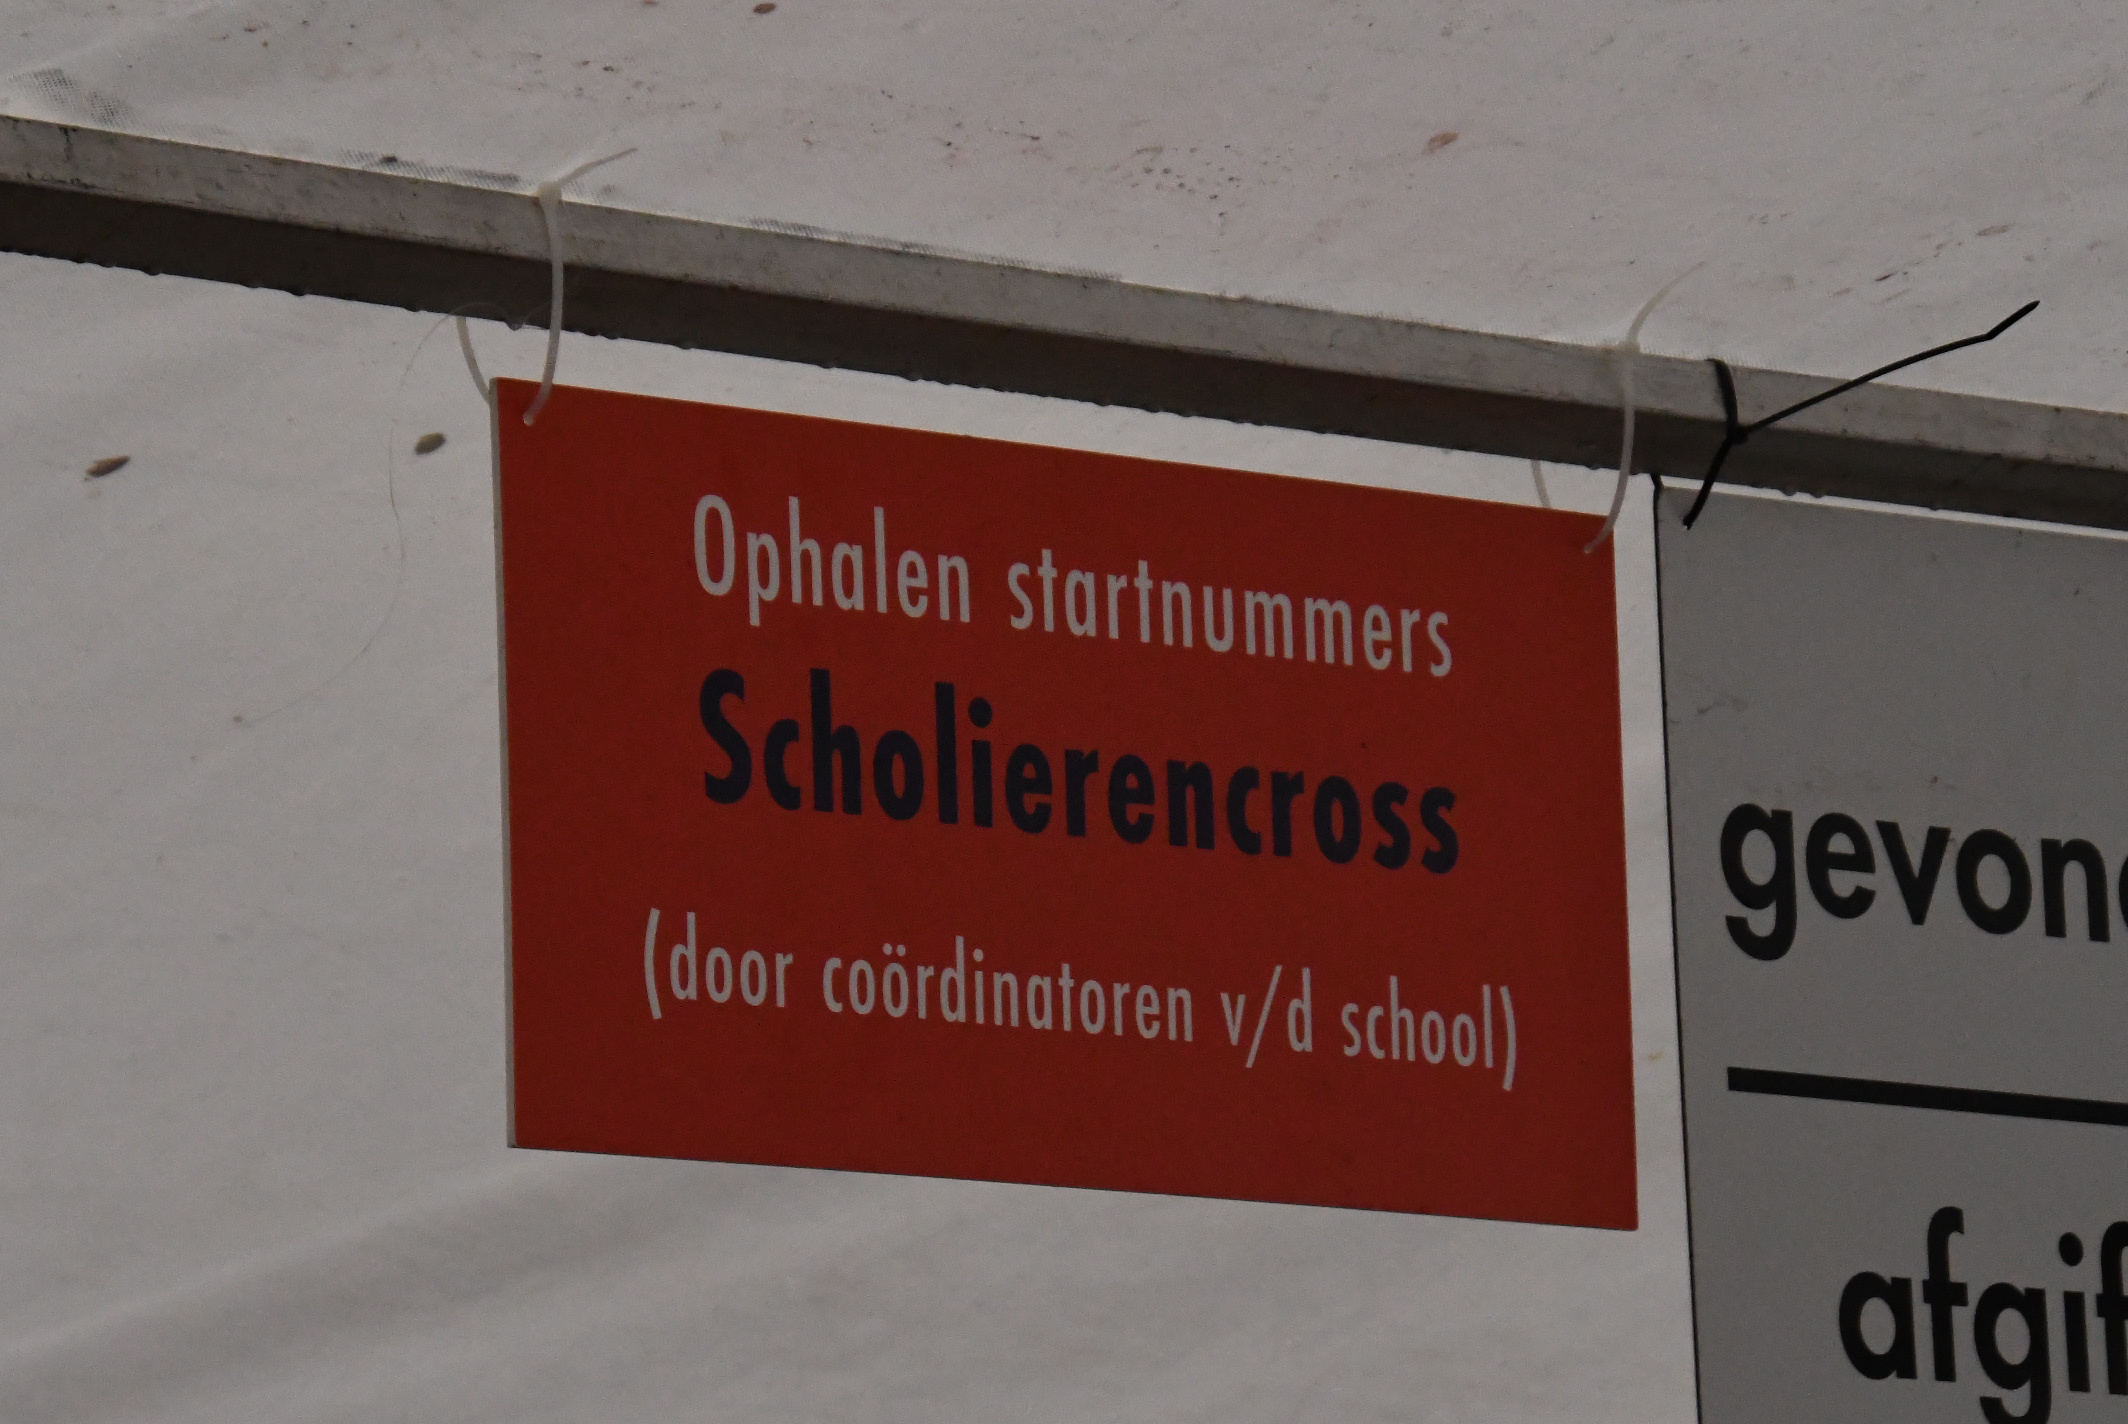 Ophalen startnummers
Scholierencross
(door coördinatoren v/d school)